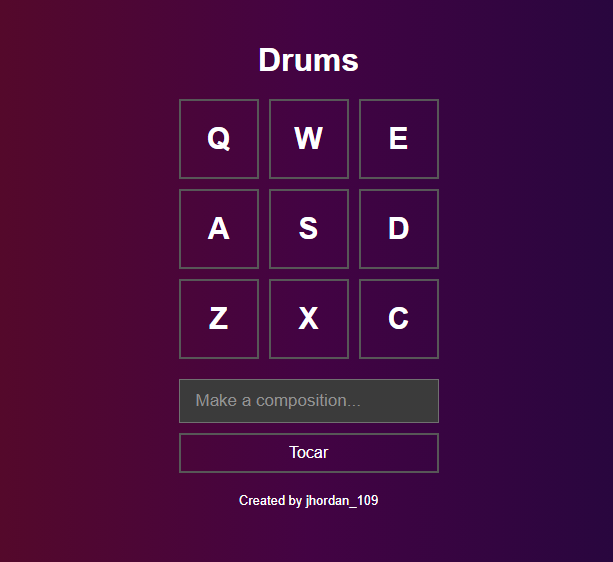 Drums
Q W E
A S D
Z X C
Make a composition...
Tocar
Created by jhordan_109